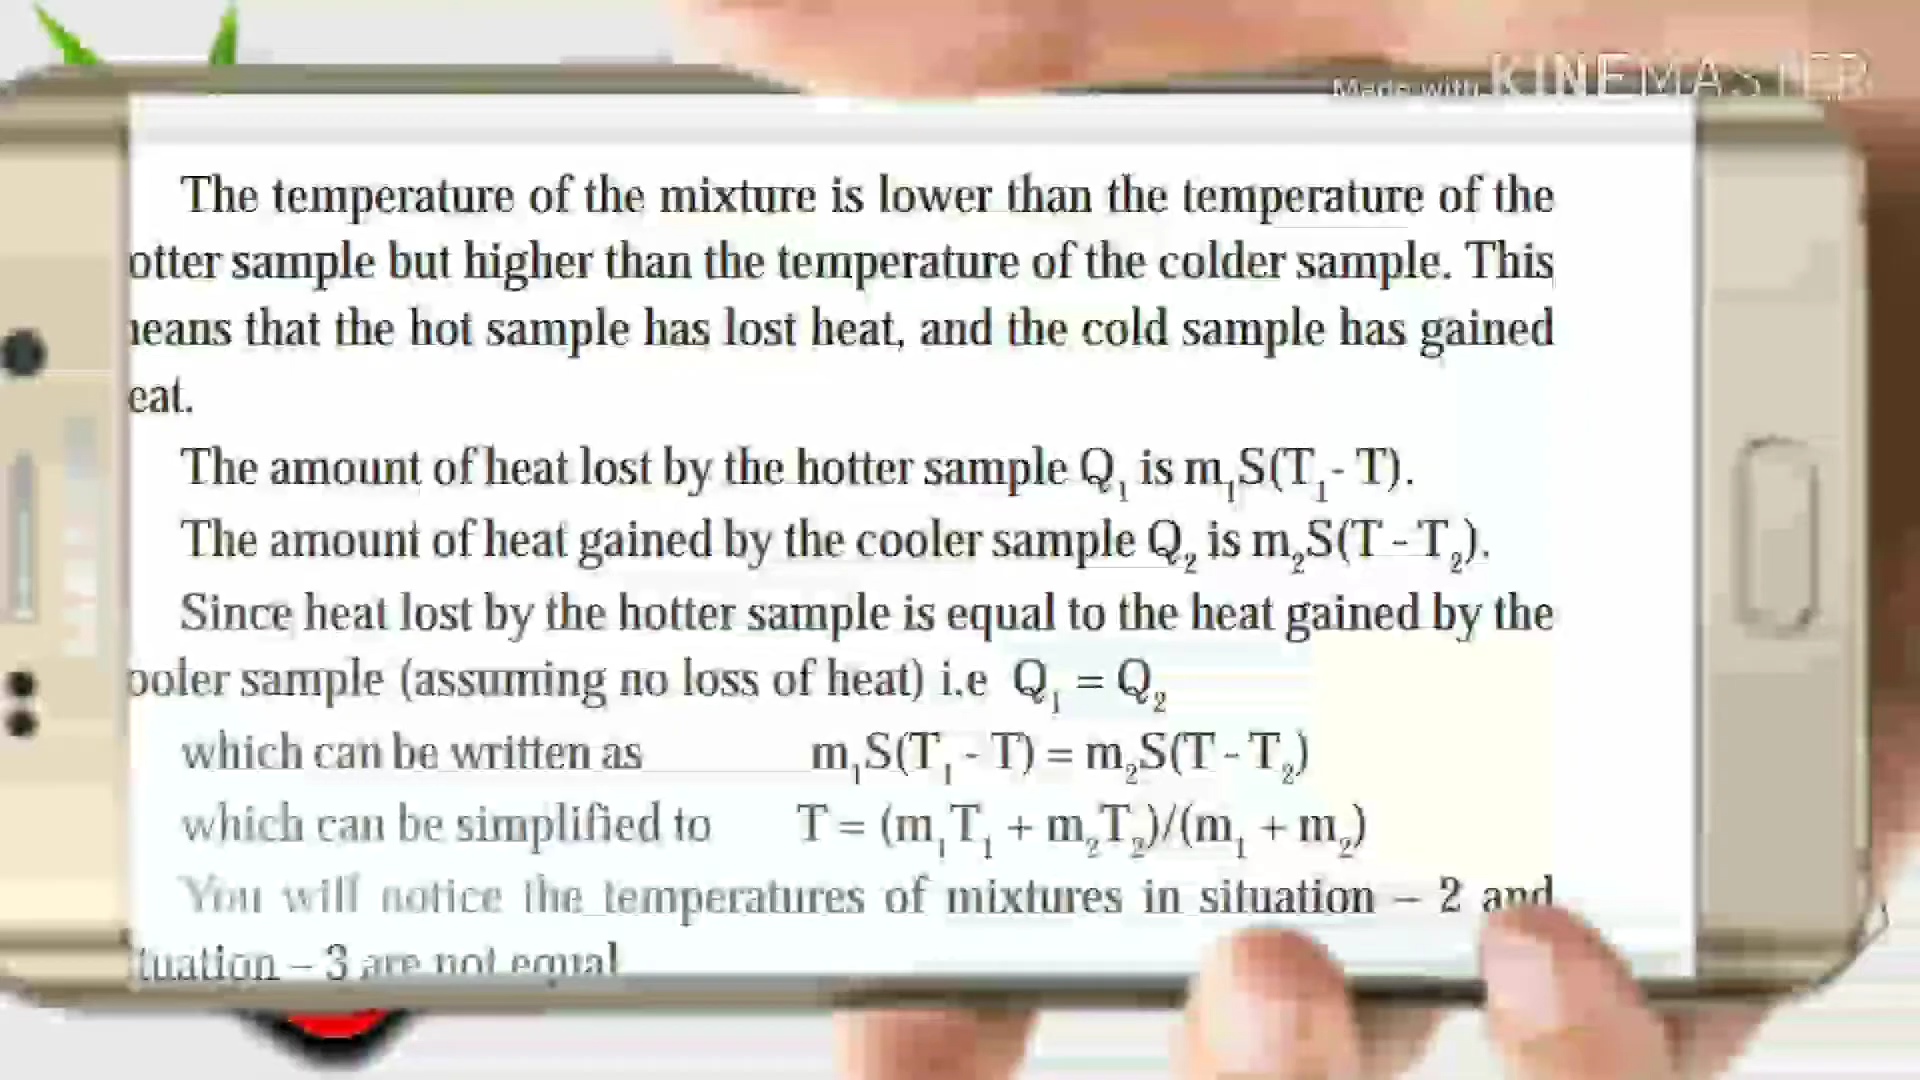 Made with KINEMASTER
The temperature of the mixture is lower than the temperature of the
otter sample but higher than the temperature of the colder sample. This
eans that the hot sample has lost heat, and the cold sample has gained
eat.
The amount of heat lost by the hotter sample Q₁ is m₁S(T₁- T).
The amount of heat gained by the cooler sample Q₂ is m₂S(T - T₂).
Since heat lost by the hotter sample is equal to the heat gained by the
ooler sample (assuming no loss of heat) i.e Q₁ = Q₂
which can be written as m₁S(T₁ - T) = m₂S(T - T₂)
which can be simplified to T = (m₁T₁ + m₂T₂)/(m₁ + m₂)
You will notice the temperatures of mixtures in situation – 2 and
tuation – 3 are not equal